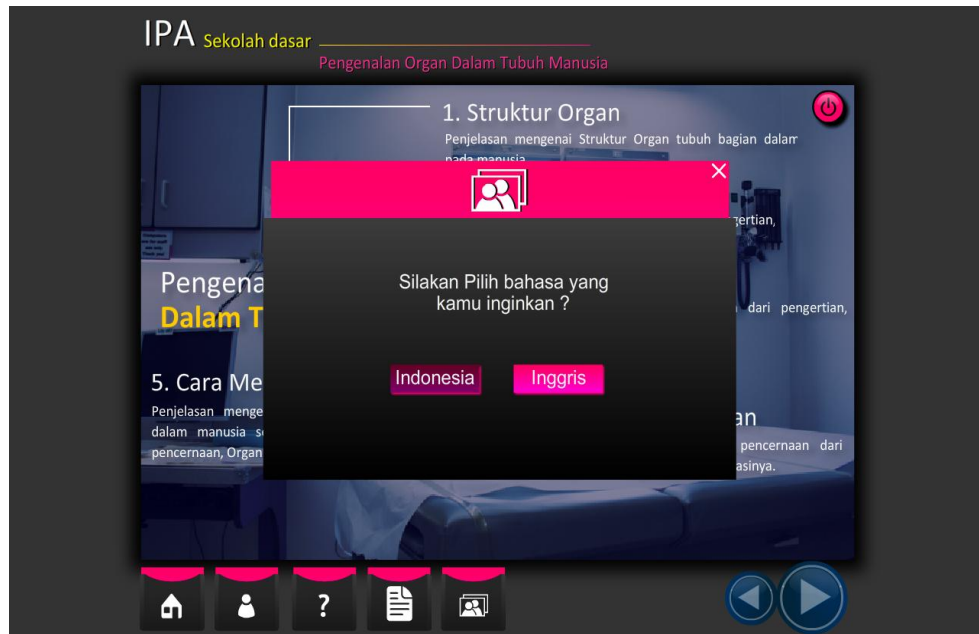 IPA Sekolah dasar
Pengenalan Organ Dalam Tubuh Manusia
1. Struktur Organ
Penjelasan mengenai Struktur Organ tubuh bagian dalam
pada manusia
gertian,
Silakan Pilih bahasa yang
kamu inginkan ?
Indonesia
Inggris
Pengena
Dalam T
dari pengertian,
5. Cara Me
Penjelasan menge
dalam manusia se
pencernaan, Organ
an
pencernaan dari
asinya.
?